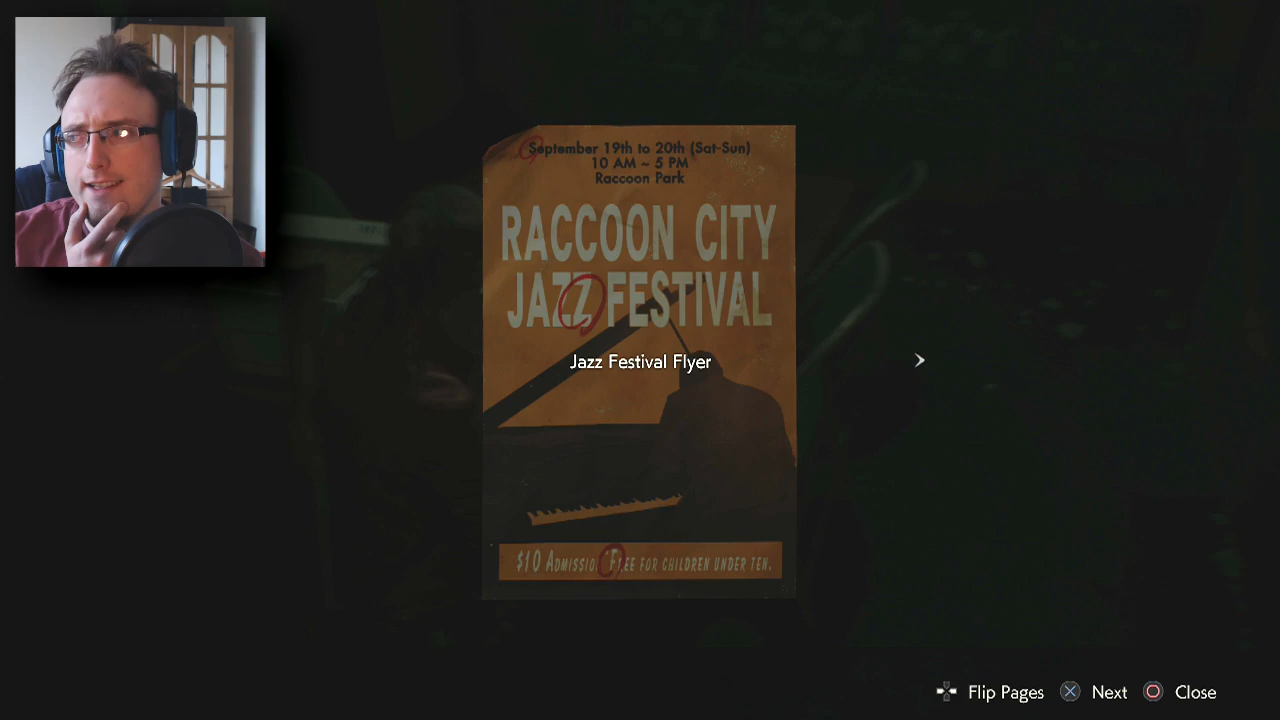 September 19th to 20th (Sat-Sun)
10 AM ~ 5 PM
Raccoon Park
RACCOON CITY
JAZZ FESTIVAL
Jazz Festival Flyer
$10 Admission Free for children under ten.
Flip Pages Next Close